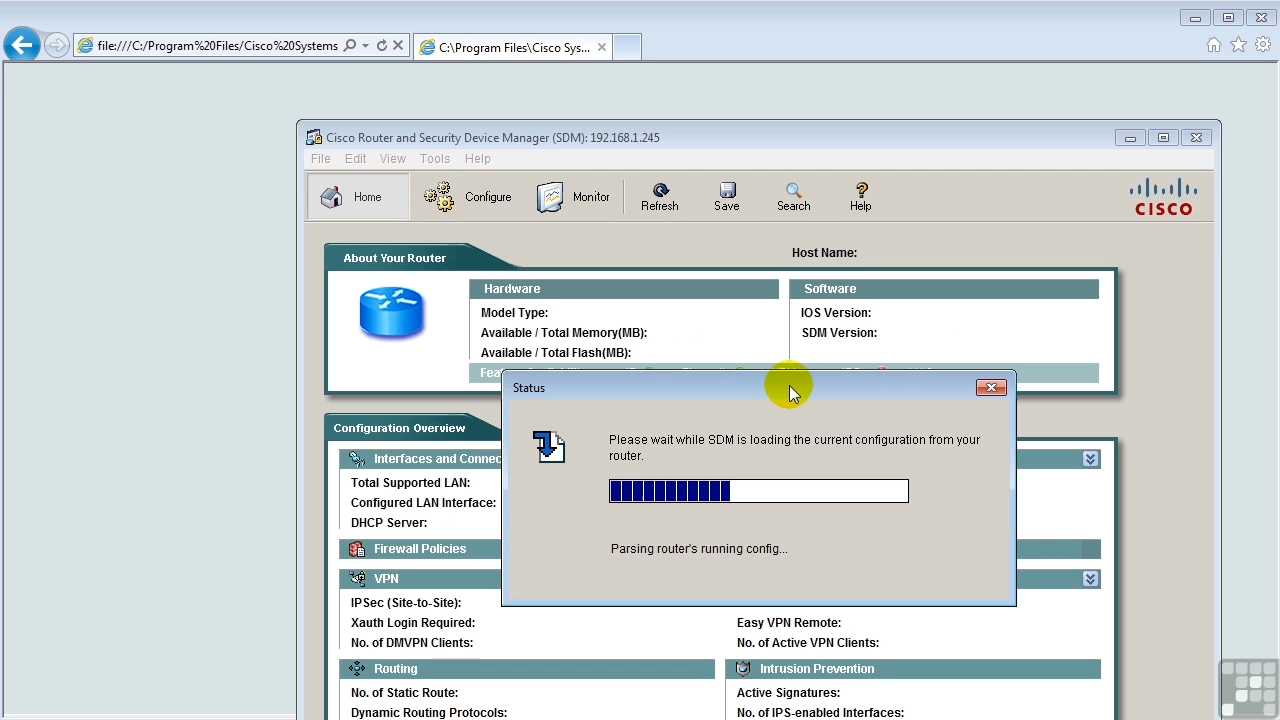 file:///C:/Program%20Files/Cisco%20Systems
C:\Program Files\Cisco Sys...
Cisco Router and Security Device Manager (SDM): 192.168.1.245
File Edit View Tools Help
Home
Configure
Monitor
Refresh
Save
Search
Help
CISCO
About Your Router
Host Name:
Hardware
Software
Model Type:
IOS Version:
Available / Total Memory(MB):
SDM Version:
Available / Total Flash(MB):
Status
Please wait while SDM is loading the current configuration from your
router.
Parsing router's running config...
Configuration Overview
Interfaces and Connec
Total Supported LAN:
Configured LAN Interface:
DHCP Server:
Firewall Policies
VPN
IPSec (Site-to-Site):
Xauth Login Required:
Easy VPN Remote:
No. of DMVPN Clients:
No. of Active VPN Clients:
Routing
Intrusion Prevention
No. of Static Route:
Active Signatures:
Dynamic Routing Protocols:
No. of IPS-enabled Interfaces: